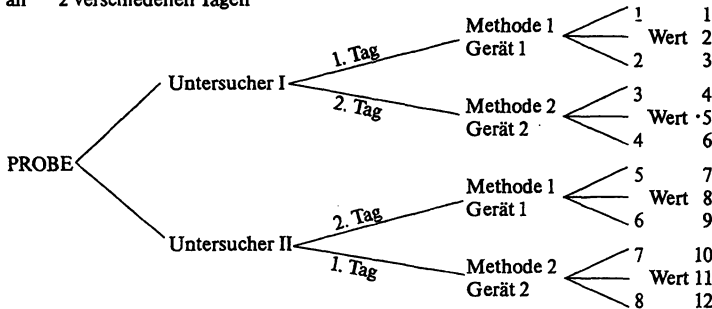 an 2 verschiedenen Tagen
1 1
Methode 1
1. Tag Gerät 1 Wert 2
2 3
Untersucher I
3 4
2. Tag Methode 2 Wert 5
Gerät 2
4 6
PROBE
5 7
Methode 1
2. Tag Gerät 1 Wert 8
6 9
Untersucher II
7 10
1. Tag Methode 2 Wert 11
Gerät 2
8 12